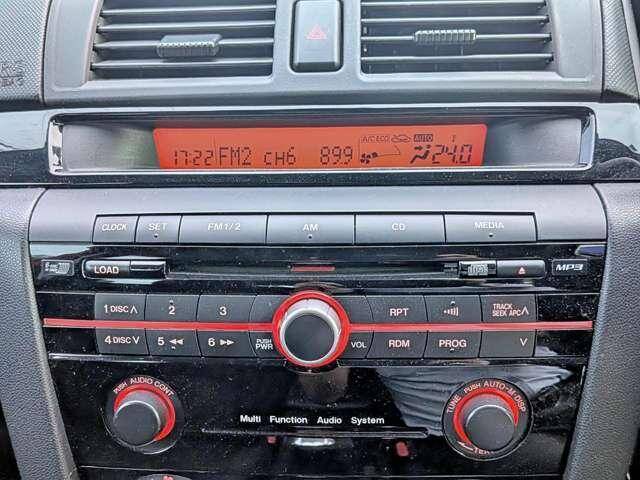 A/C ECO AUTO
17:22 FM2 CH6 89.9 24.0
CLOCK SET FM1/2 AM CD MEDIA
LOAD MP3
1 DISC ∧ 2 3 RPT TRACK
SEEK APC ∧
4 DISC ∨ 5 ◀◀ 6 ▶▶ PUSH
PWR VOL RDM PROG ∨
PUSH AUDIO CONT
PUSH AUTO-M DISP
TUNE
Multi Function Audio System